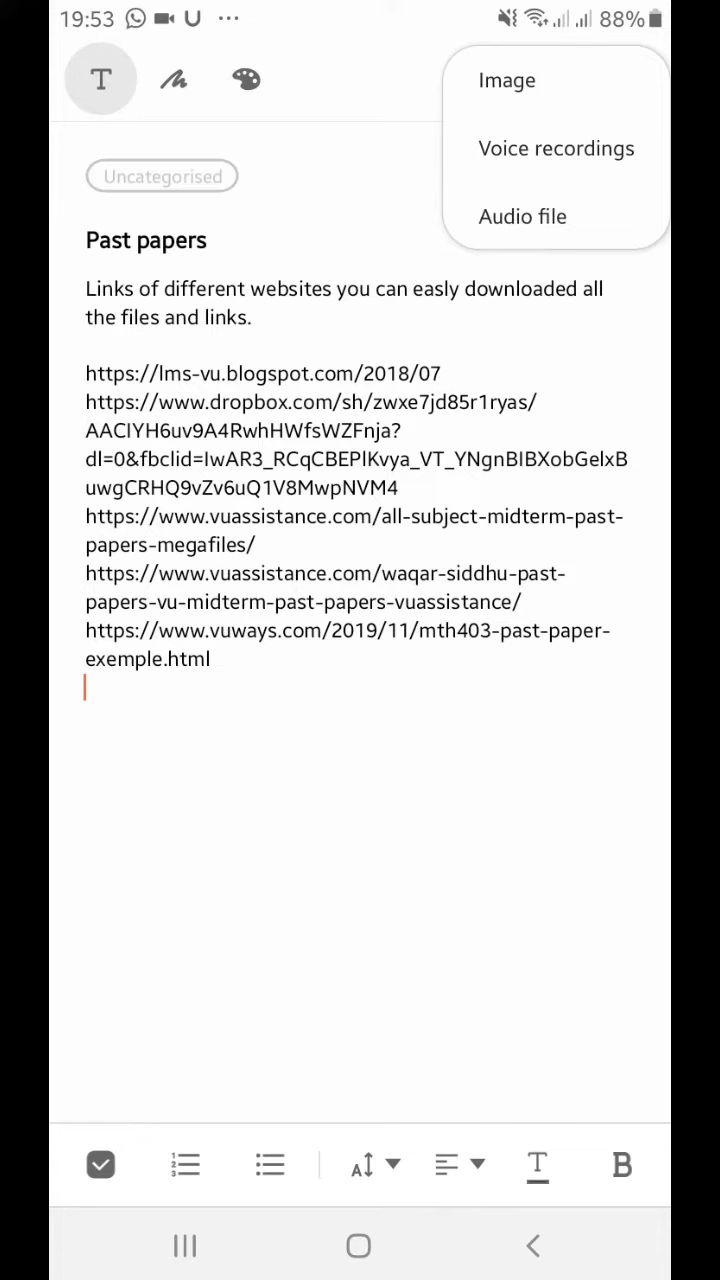 19:53
88%
Image
Voice recordings
Audio file
Uncategorised
Past papers
Links of different websites you can easly downloaded all
the files and links.
https://lms-vu.blogspot.com/2018/07
https://www.dropbox.com/sh/zwxe7jd85r1ryas/
AACIYH6uv9A4RwhHWfsWZFnja?
dl=0&fbclid=IwAR3_RCqCBEPlKvya_VT_YNgnBIBXobGelxB
uwgCRHQ9vZv6uQ1V8MwpNVM4
https://www.vuassistance.com/all-subject-midterm-past-
papers-megafiles/
https://www.vuassistance.com/waqar-siddhu-past-
papers-vu-midterm-past-papers-vuassistance/
https://www.vuways.com/2019/11/mth403-past-paper-
exemple.html